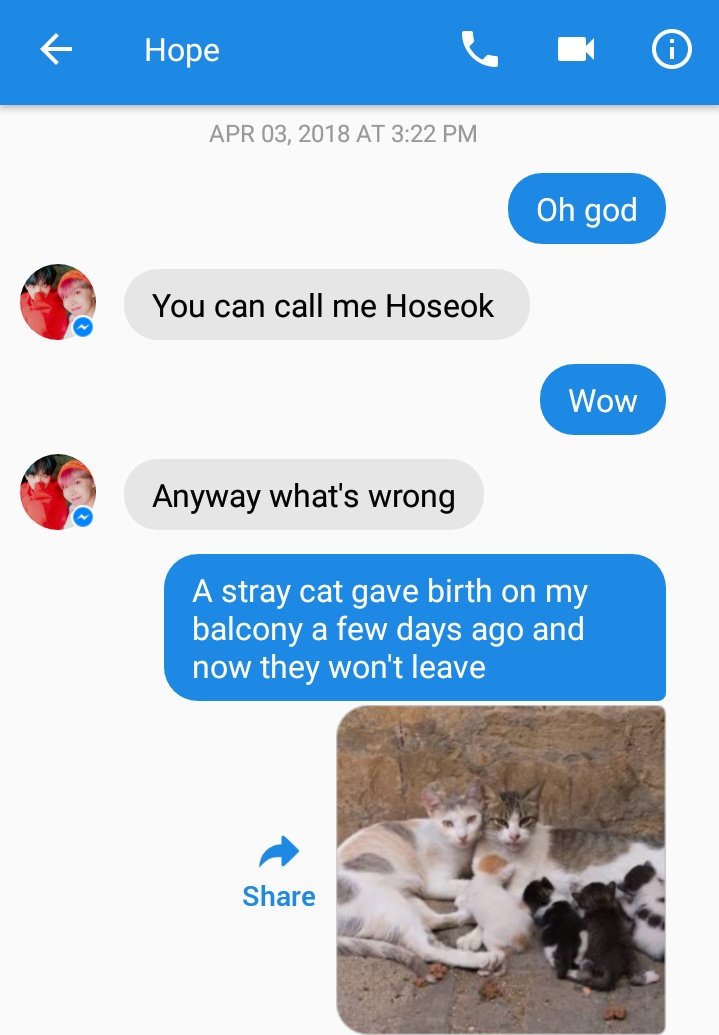 Hope
APR 03, 2018 AT 3:22 PM
Oh god
You can call me Hoseok
Wow
Anyway what's wrong
A stray cat gave birth on my
balcony a few days ago and
now they won't leave
Share